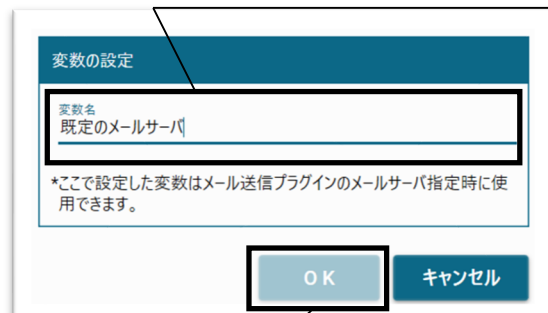 変数の設定
変数名
既定のメールサーバ
*ここで設定した変数はメール送信プラグインのメールサーバ指定時に使
用できます。
OK キャンセル